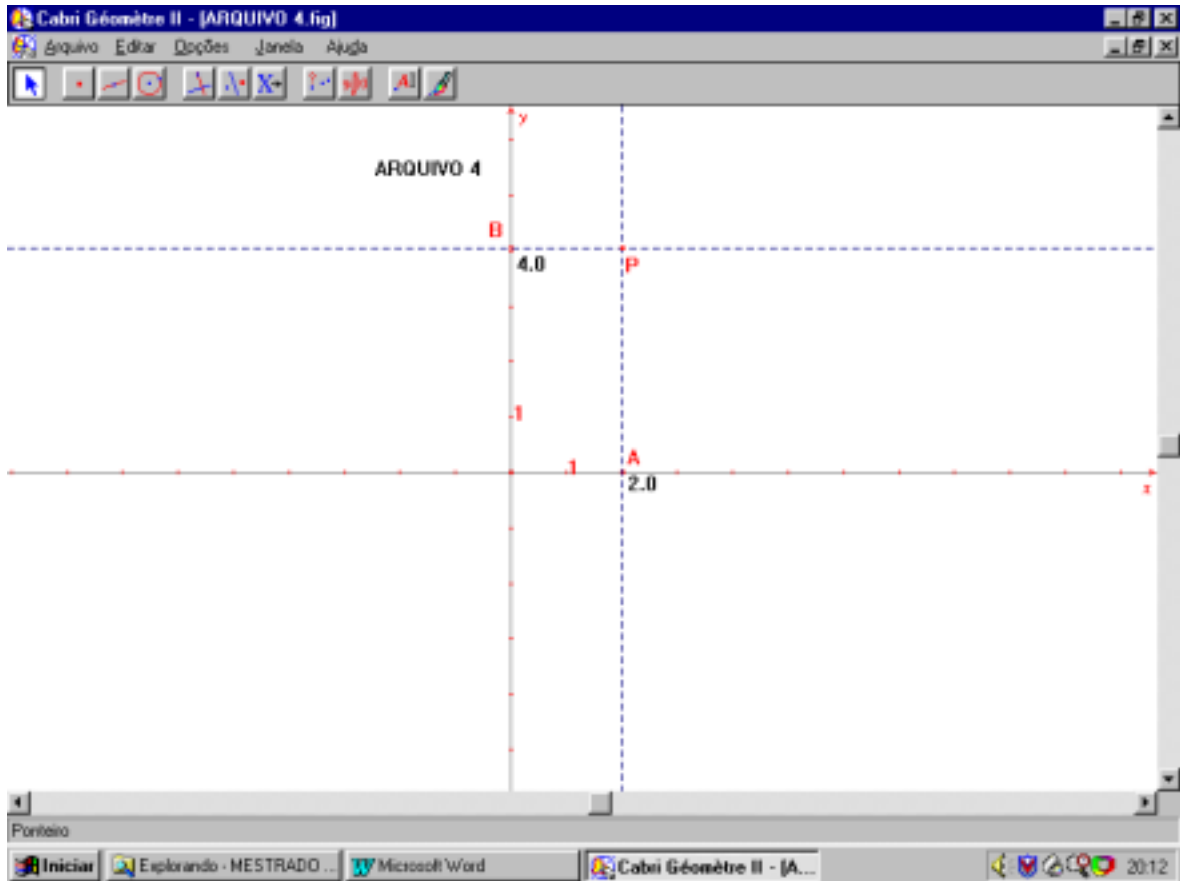 Cabri Géomètre II - [ARQUIVO 4.fig]
Arquivo Editar Opções Janela Ajuda
y
ARQUIVO 4
B
4.0
P
1
A
1
2.0
x
Ponteiro
Iniciar Explorando - MESTRADO ... Microsoft Word Cabri Géomètre II - [A... 20:12